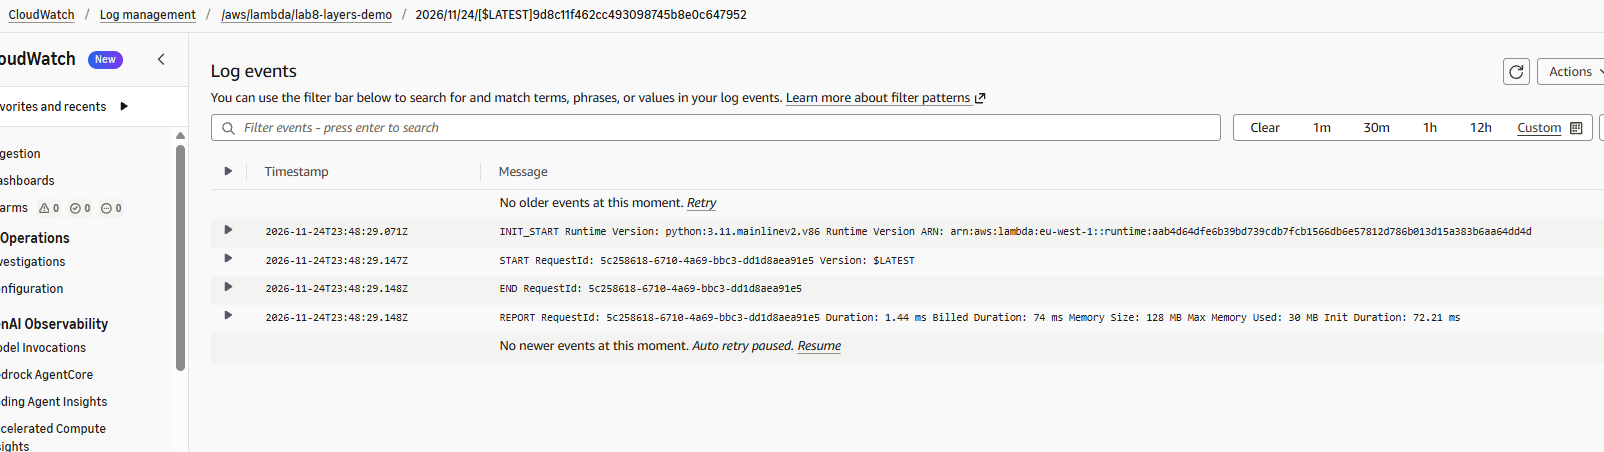 CloudWatch / Log management / /aws/lambda/lab8-layers-demo / 2026/11/24/[$LATEST]9d8c11f462cc493098745b8e0c647952
oudWatch New
vorites and recents
gestion
ashboards
arms 0 0 0
Operations
vestigations
onfiguration
enAI Observability
odel Invocations
edrock AgentCore
ding Agent Insights
ccelerated Compute
sights
Log events
Actions
You can use the filter bar below to search for and match terms, phrases, or values in your log events. Learn more about filter patterns
Filter events - press enter to search
Clear 1m 30m 1h 12h Custom
Timestamp Message
No older events at this moment. Retry
2026-11-24T23:48:29.071Z INIT_START Runtime Version: python:3.11.mainlinev2.v86 Runtime Version ARN: arn:aws:lambda:eu-west-1::runtime:aab4d64dfe6b39bd739cdb7fcb1566db6e57812d786b013d15a383b6aa64dd4d
2026-11-24T23:48:29.147Z START RequestId: 5c258618-6710-4a69-bbc3-dd1d8aea91e5 Version: $LATEST
2026-11-24T23:48:29.148Z END RequestId: 5c258618-6710-4a69-bbc3-dd1d8aea91e5
2026-11-24T23:48:29.148Z REPORT RequestId: 5c258618-6710-4a69-bbc3-dd1d8aea91e5 Duration: 1.44 ms Billed Duration: 74 ms Memory Size: 128 MB Max Memory Used: 30 MB Init Duration: 72.21 ms
No newer events at this moment. Auto retry paused. Resume